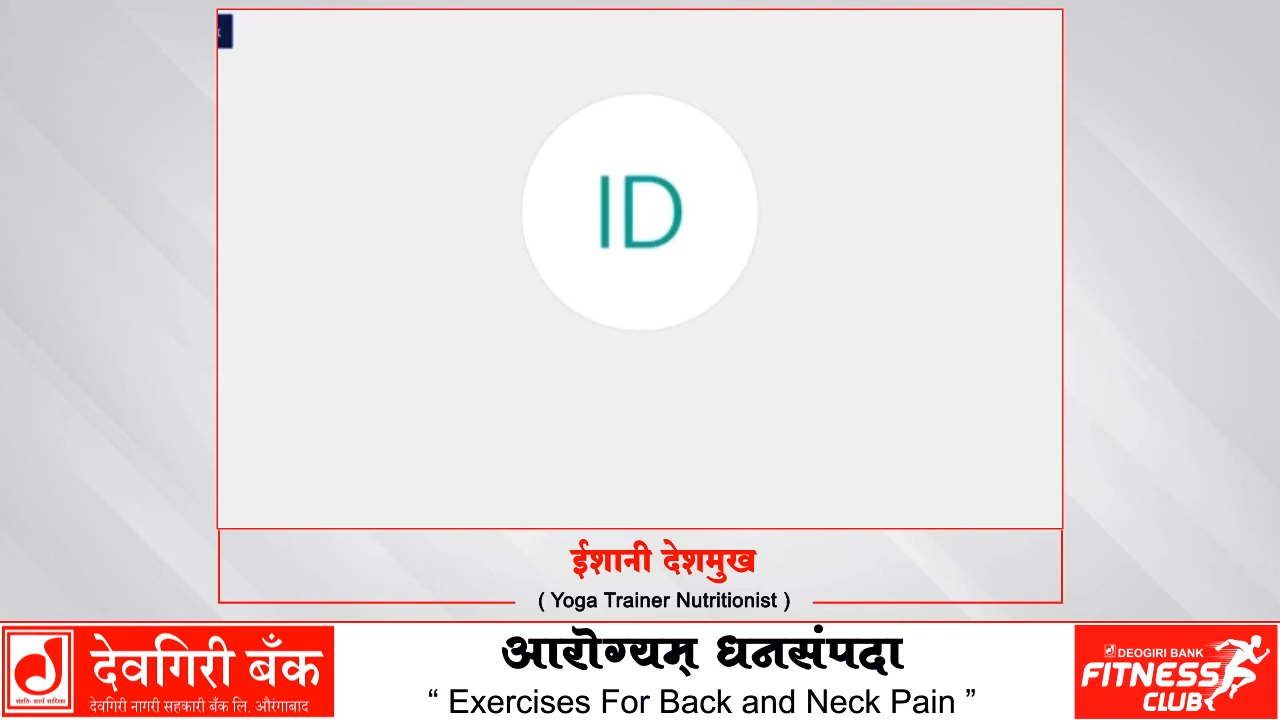 ID
ईशानी देशमुख
( Yoga Trainer Nutritionist )
आरोग्यम् धनसंपदा
“ Exercises For Back and Neck Pain ”
देवगिरी बँक
देवगिरी नागरी सहकारी बँक लि. औरंगाबाद
DEOGIRI BANK
FITNESS
CLUB